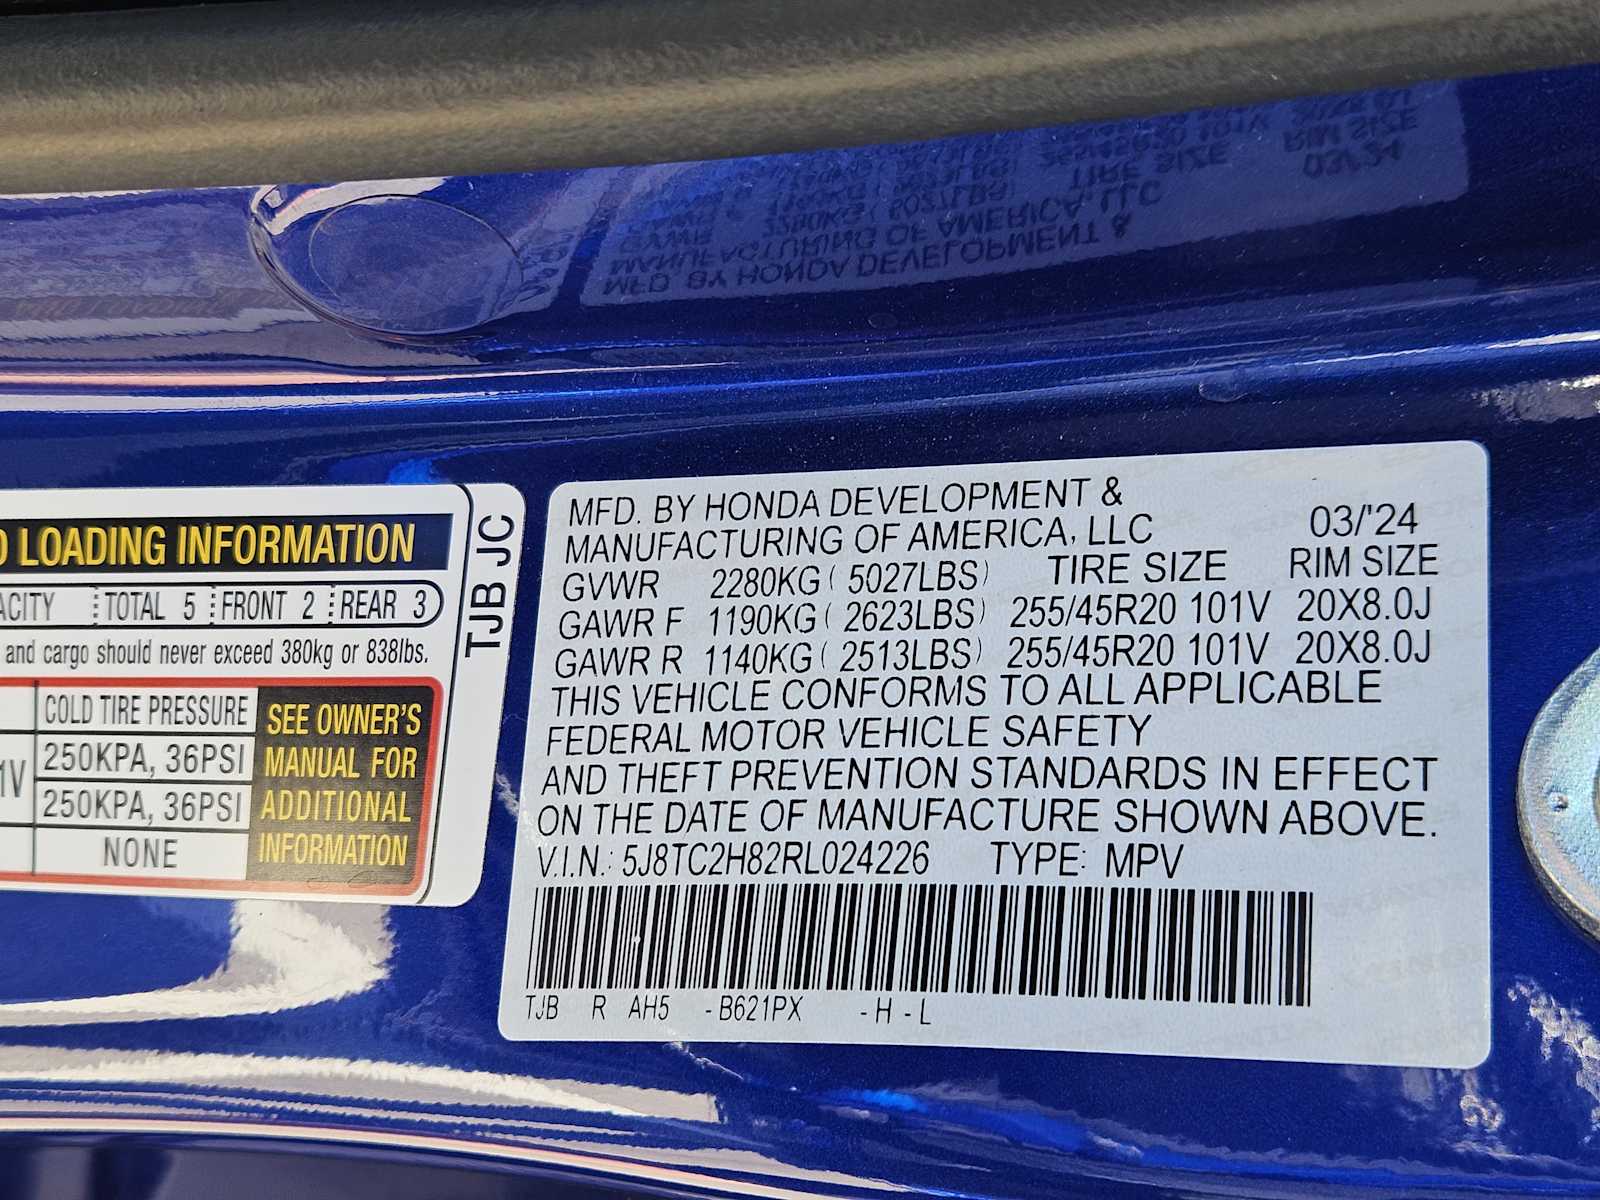 LOADING INFORMATION
TOTAL 5 FRONT 2 REAR 3
and cargo should never exceed 380kg or 838lbs.
COLD TIRE PRESSURE
250KPA, 36PSI
250KPA, 36PSI
NONE
SEE OWNER'S
MANUAL FOR
ADDITIONAL
INFORMATION
TJB JC
MFD. BY HONDA DEVELOPMENT &
MANUFACTURING OF AMERICA, LLC 03/'24
GVWR 2280KG ( 5027LBS) TIRE SIZE RIM SIZE
GAWR F 1190KG ( 2623LBS) 255/45R20 101V 20X8.0J
GAWR R 1140KG ( 2513LBS) 255/45R20 101V 20X8.0J
THIS VEHICLE CONFORMS TO ALL APPLICABLE
FEDERAL MOTOR VEHICLE SAFETY
AND THEFT PREVENTION STANDARDS IN EFFECT
ON THE DATE OF MANUFACTURE SHOWN ABOVE.
V.I.N.: 5J8TC2H82RL024226 TYPE: MPV
TJB R AH5 -B621PX -H-L